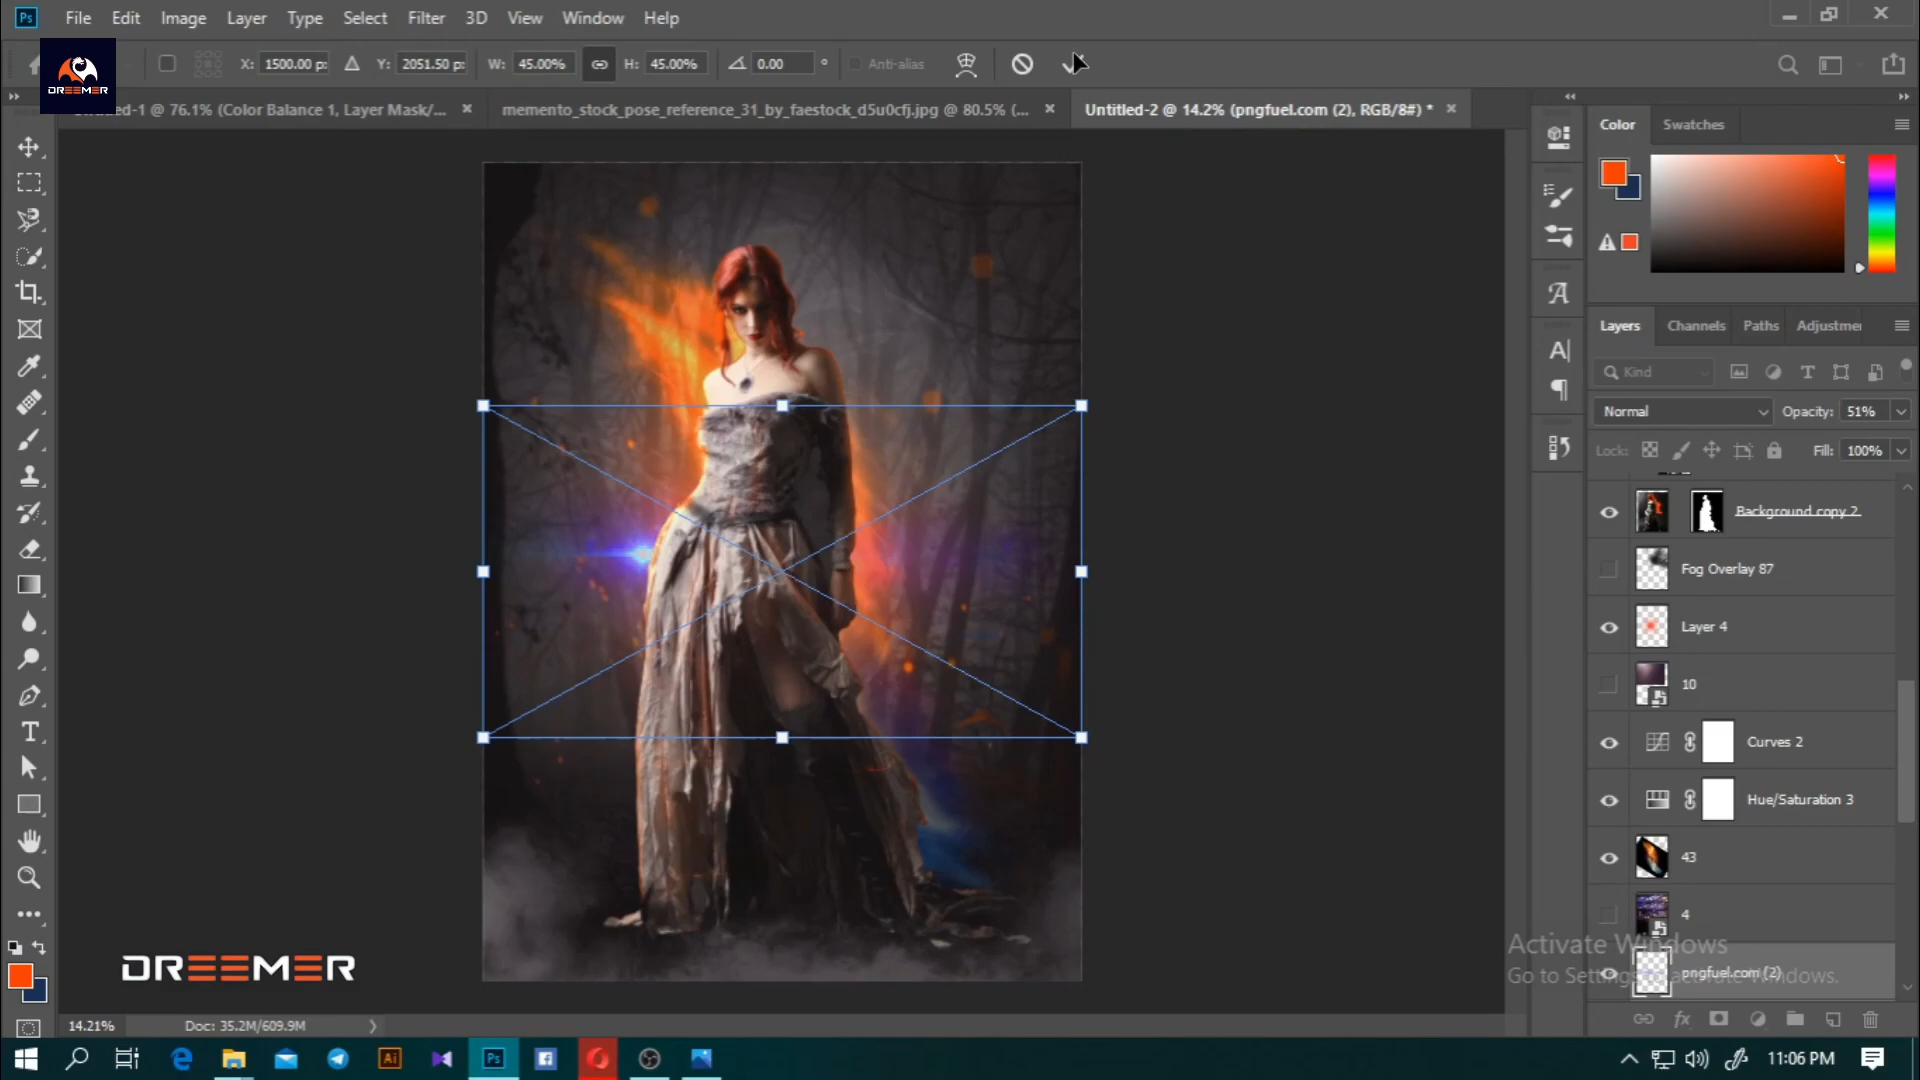 Ps File Edit Image Layer Type Select Filter 3D View Window Help
DREEMER
X: 1500.00 p: Y: 2051.50 p: W: 45.00% H: 45.00% 0.00 ° Anti-alias
-1 @ 76.1% (Color Balance 1, Layer Mask/... memento_stock_pose_reference_31_by_faestock_d5u0cfj.jpg @ 80.5% (... Untitled-2 @ 14.2% (pngfuel.com (2), RGB/8#) *
Color Swatches
Layers Channels Paths Adjustme
Kind
Normal Opacity: 51%
Lock: Fill: 100%
Background copy 2
Fog Overlay 87
Layer 4
10
Curves 2
Hue/Saturation 3
43
4
pngfuel.com (2)
Activate Windows
Go to Settings to activate Windows.
DREEMER
14.21% Doc: 35.2M/609.9M
Ai Ps 11:06 PM